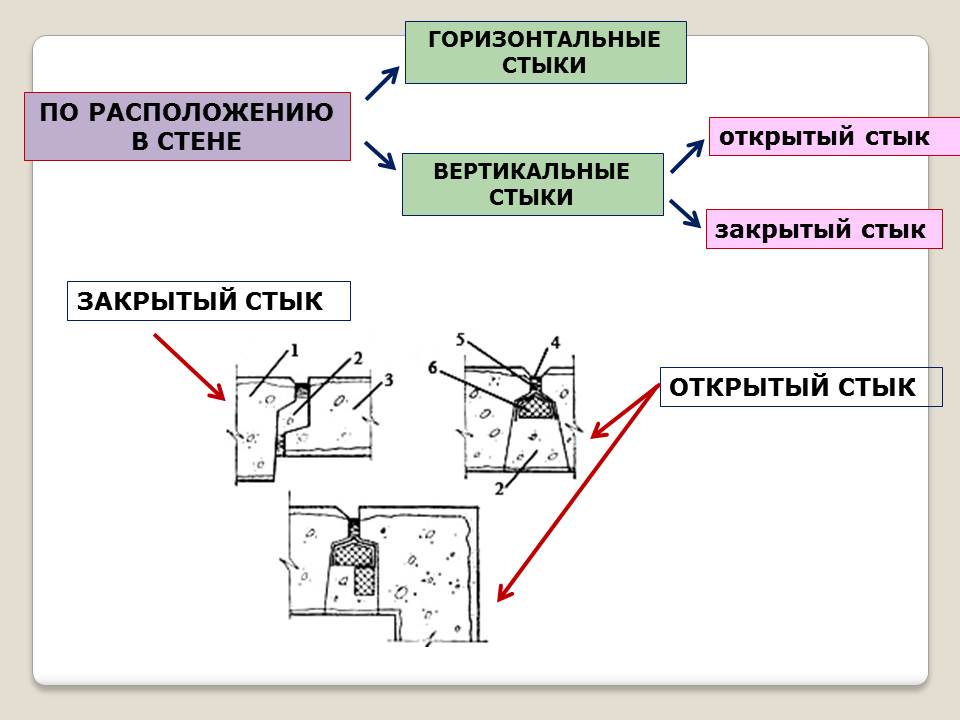 ГОРИЗОНТАЛЬНЫЕ
СТЫКИ
ПО РАСПОЛОЖЕНИЮ
В СТЕНЕ
открытый стык
ВЕРТИКАЛЬНЫЕ
СТЫКИ
закрытый стык
ЗАКРЫТЫЙ СТЫК
1
2
3
5
4
6
2
ОТКРЫТЫЙ СТЫК